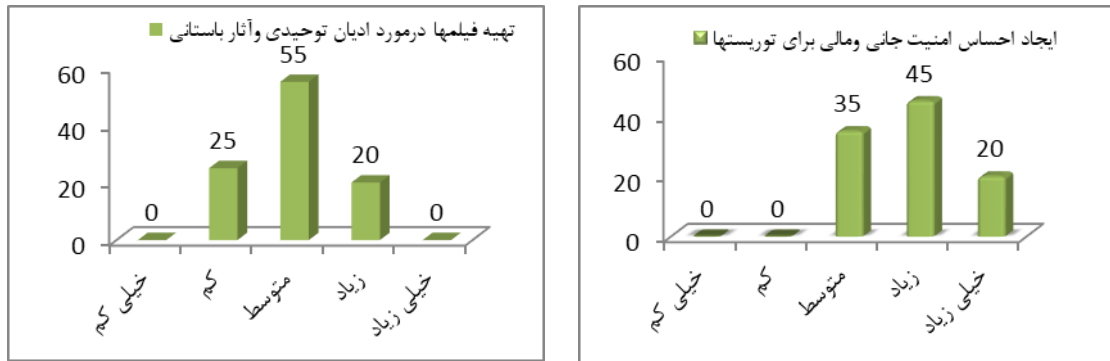 تهیه فیلمها درمورد ادیان توحیدی وآثار باستانی
60
40
20
0
0
25
55
20
0
خیلی کم
کم
متوسط
زیاد
خیلی زیاد
ایجاد احساس امنیت جانی ومالی برای توریستها
60
40
20
0
0
0
35
45
20
خیلی کم
کم
متوسط
زیاد
خیلی زیاد